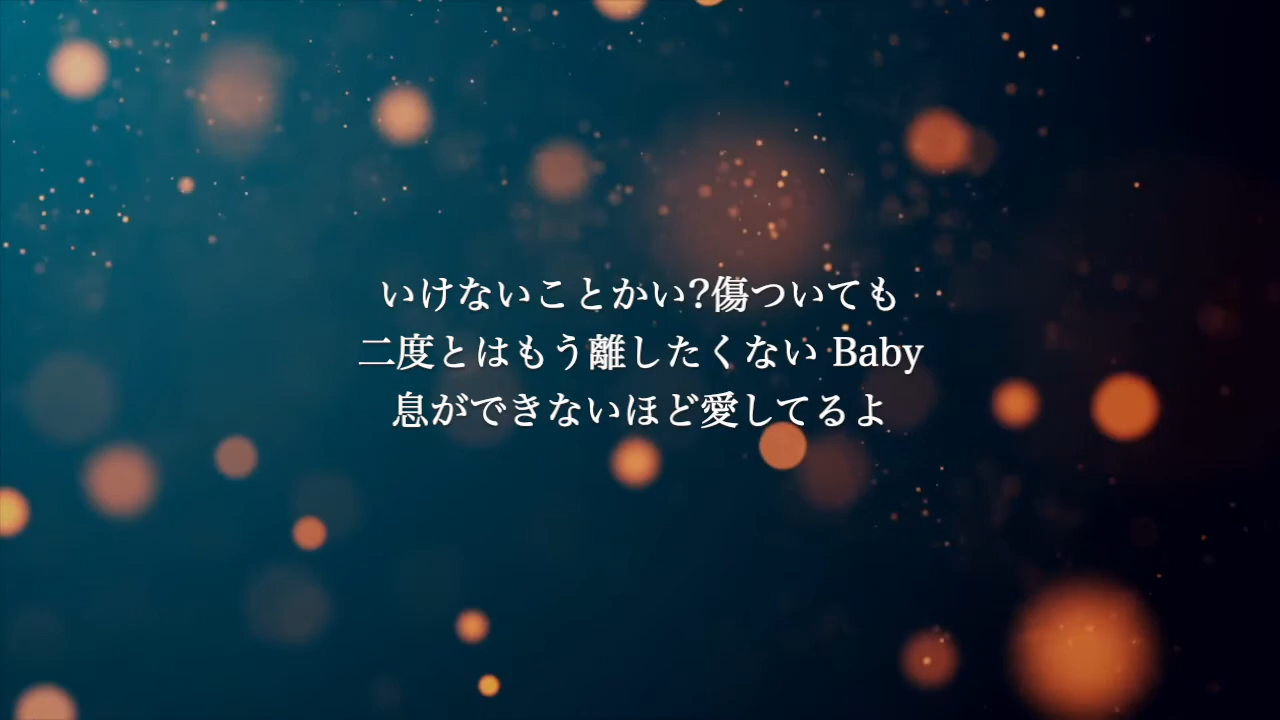 いけないことかい?傷ついても
二度とはもう離したくない Baby
息ができないほど愛してるよ